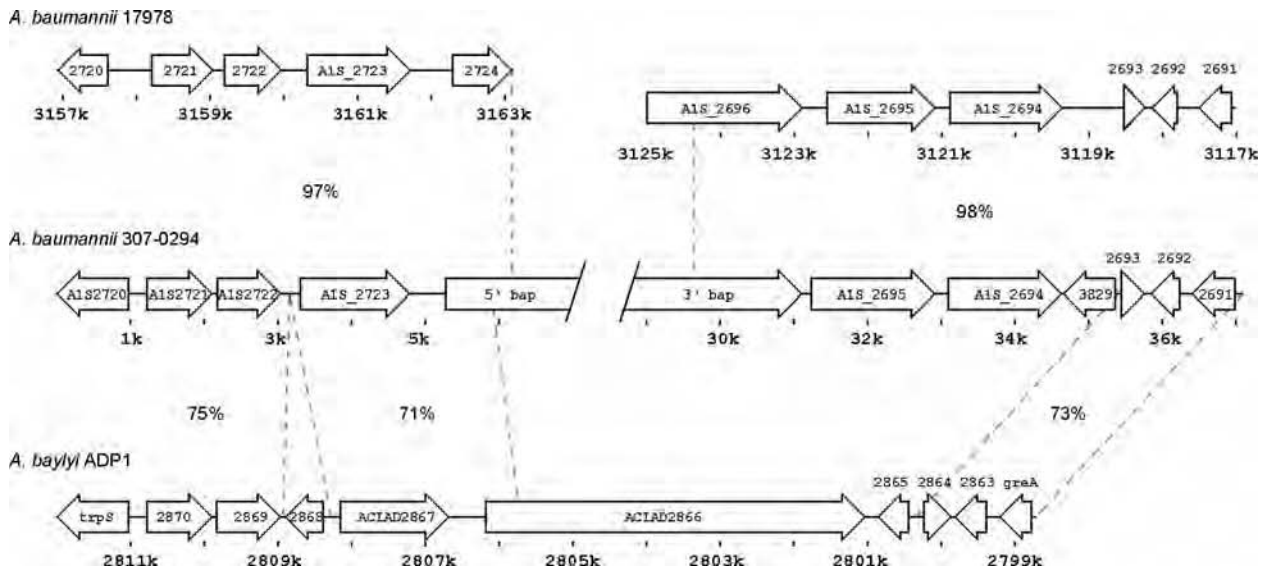 A. baumannii 17978
2720 2721 2722 A1S_2723 2724
3157k 3159k 3161k 3163k
2693 2692 2691
A1S_2696 A1S_2695 A1S_2694
3125k 3123k 3121k 3119k 3117k
97% 98%
A. baumannii 307-0294
2693 2692
A1S2720 A1S2721 A1S2722 A1S_2723 5' bap 3' bap A1S_2695 A1S_2694 3829 2691
1k 3k 5k 30k 32k 34k 36k
75% 71% 73%
A. baylyi ADP1
2865 2864 2863 greA
trpS 2870 2869 2868 ACIAD2867 ACIAD2866
2811k 2809k 2807k 2805k 2803k 2801k 2799k